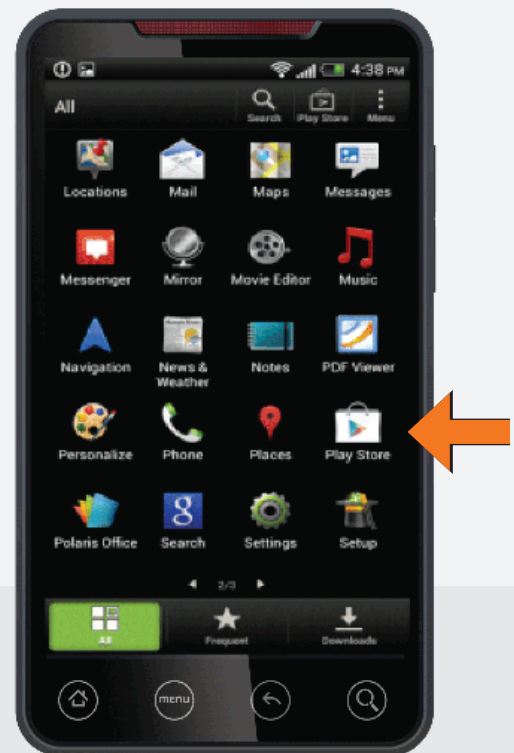 4:38 PM
All
Search Play Store Menu
Locations Mail Maps Messages
Messenger Mirror Movie Editor Music
Navigation News & Weather Notes PDF Viewer
Personalize Phone Places Play Store
Polaris Office 8 Search Settings Setup
2/3
All Frequent Downloads
menu